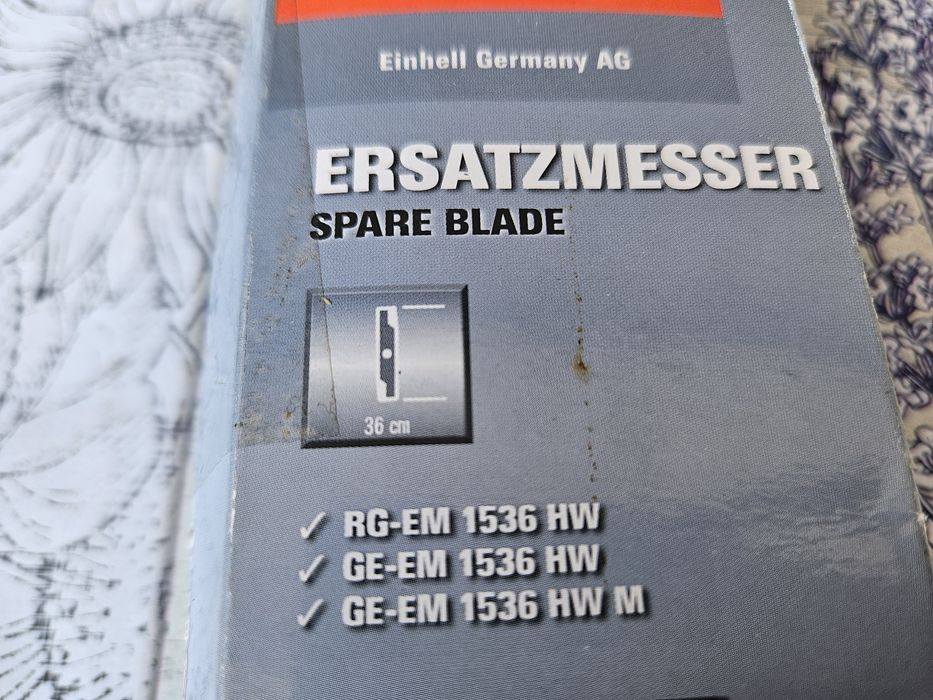 Einhell Germany AG
ERSATZMESSER
SPARE BLADE
36 cm
✓ RG-EM 1536 HW
✓ GE-EM 1536 HW
✓ GE-EM 1536 HW M